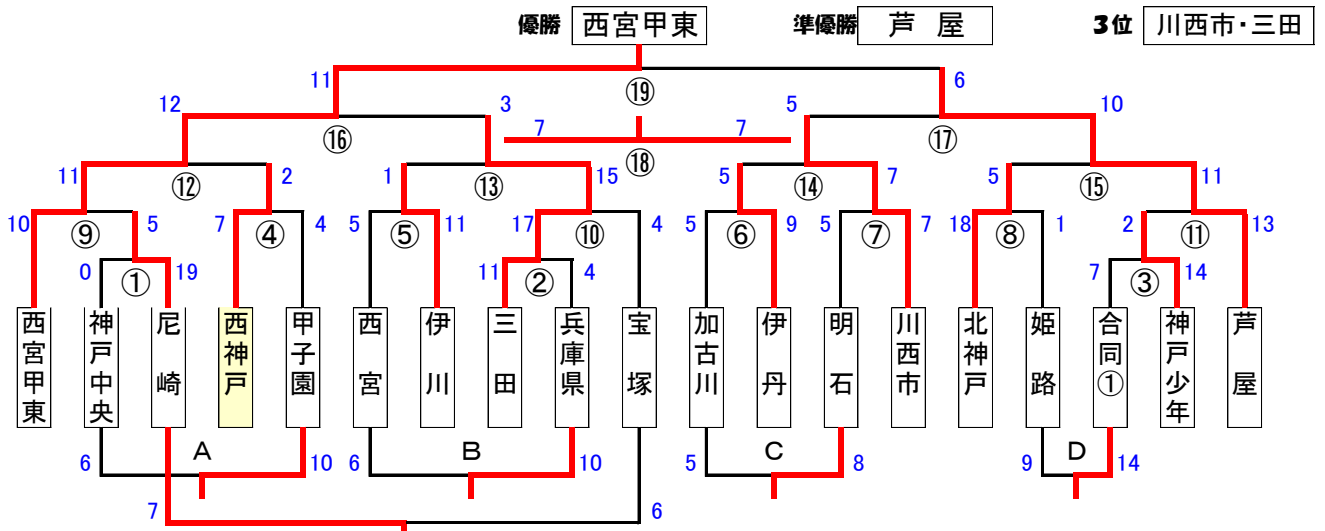 優勝 西宮甲東 準優勝 芦屋 3位 川西市・三田
11 6
⑲
12 3 5 10
7 7
⑯ ⑱ ⑰
11 2 1 15 5 7 5 11
⑫ ⑬ ⑭ ⑮
10 5 7 4 5 11 17 4 5 9 5 7 18 1 2 13
⑨ ④ ⑤ ⑩ ⑥ ⑦ ⑧ ⑪
0 19 11 4 7 14
① ② ③
西宮甲東
神戸中央
尼崎
西神戸
甲子園
西宮
伊川
三田
兵庫県
宝塚
加古川
伊丹
明石
川西市
北神戸
姫路
合同①
神戸少年
芦屋
A B C D
6 10 6 10 5 8 9 14
7 6